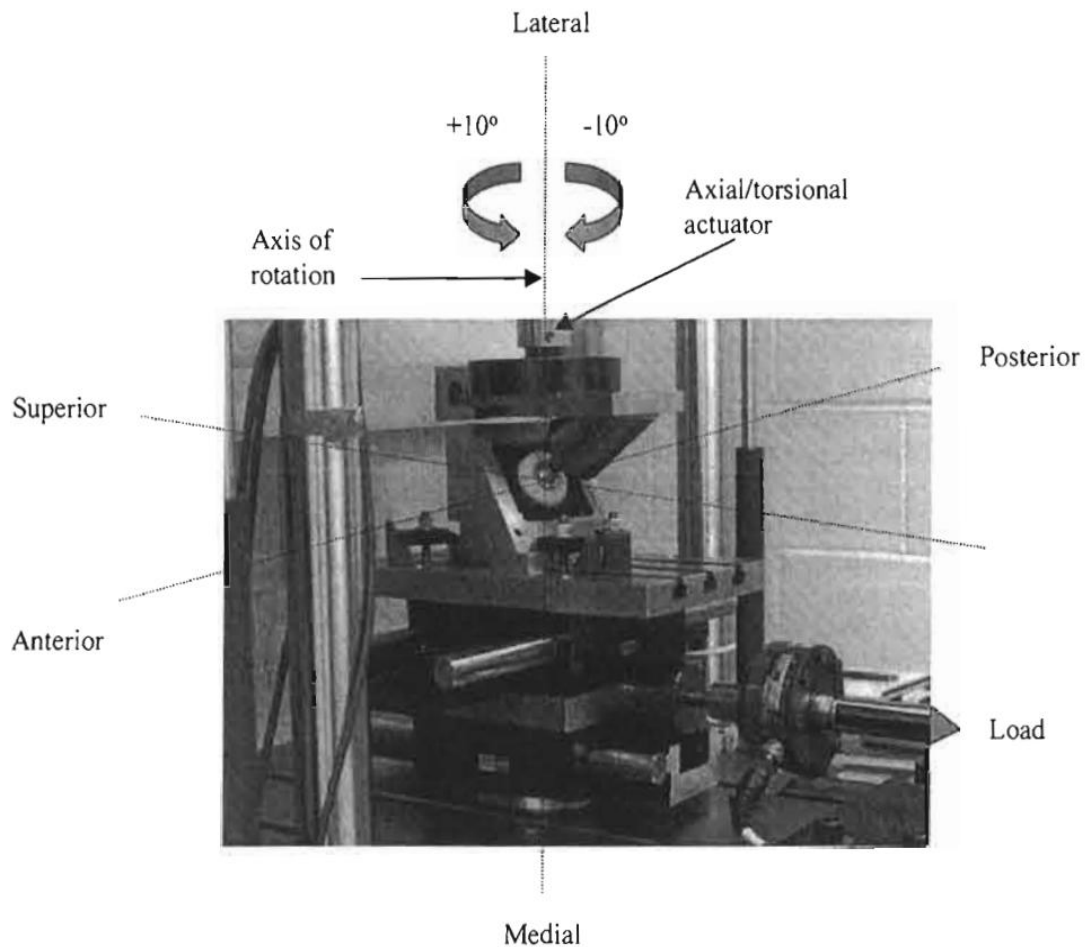 Lateral
+10º
-10º
Axial/torsional
actuator
Axis of
rotation
Posterior
Superior
Anterior
Load
Medial